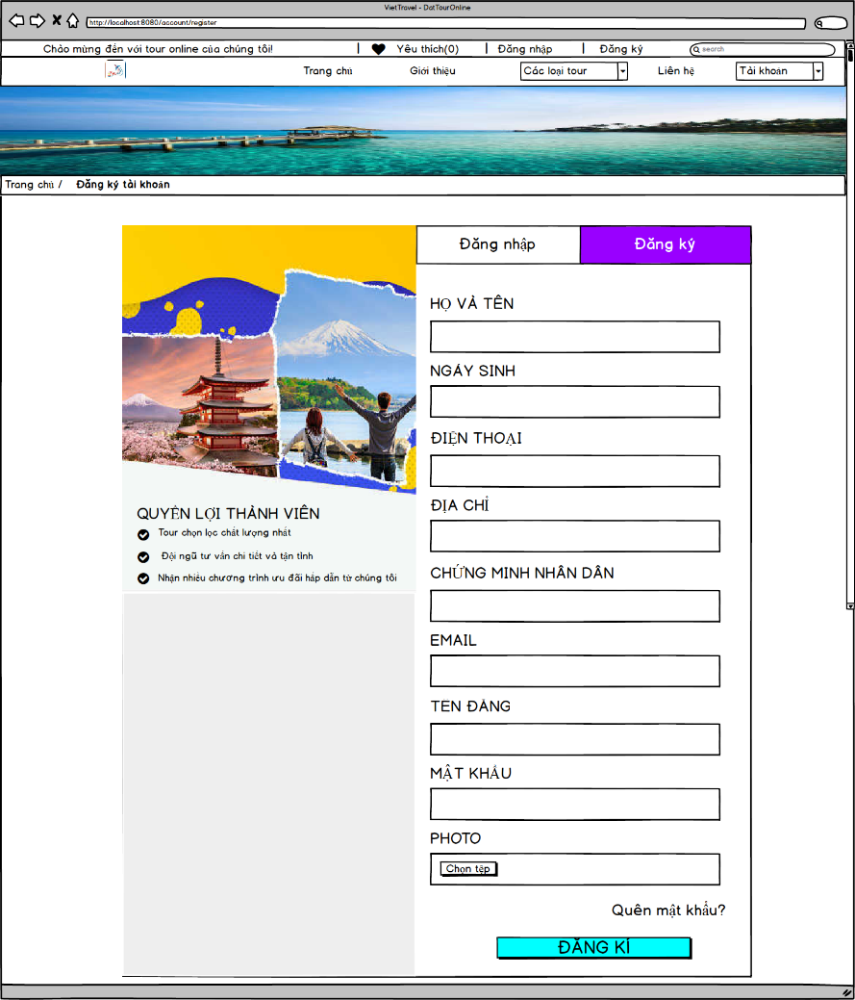 VietTravel - DatTourOnline
http://localhost:8080/account/register
Chào mừng đến với tour online của chúng tôi! | Yêu thích(0) | Đăng nhập | Đăng ký search
Trang chủ Giới thiệu Các loại tour Liên hệ Tài khoản
Trang chủ / Đăng ký tài khoản
Đăng nhập Đăng ký
HỌ VÀ TÊN
NGÀY SINH
ĐIỆN THOẠI
ĐỊA CHỈ
QUYỀN LỢI THÀNH VIÊN
Tour chọn lọc chất lượng nhất
Đội ngũ tư vấn chi tiết và tận tình
Nhận nhiều chương trình ưu đãi hấp dẫn từ chúng tôi
CHỨNG MINH NHÂN DÂN
EMAIL
TÊN ĐĂNG
MẬT KHẨU
PHOTO
Chọn tệp
Quên mật khẩu?
ĐĂNG KÍ